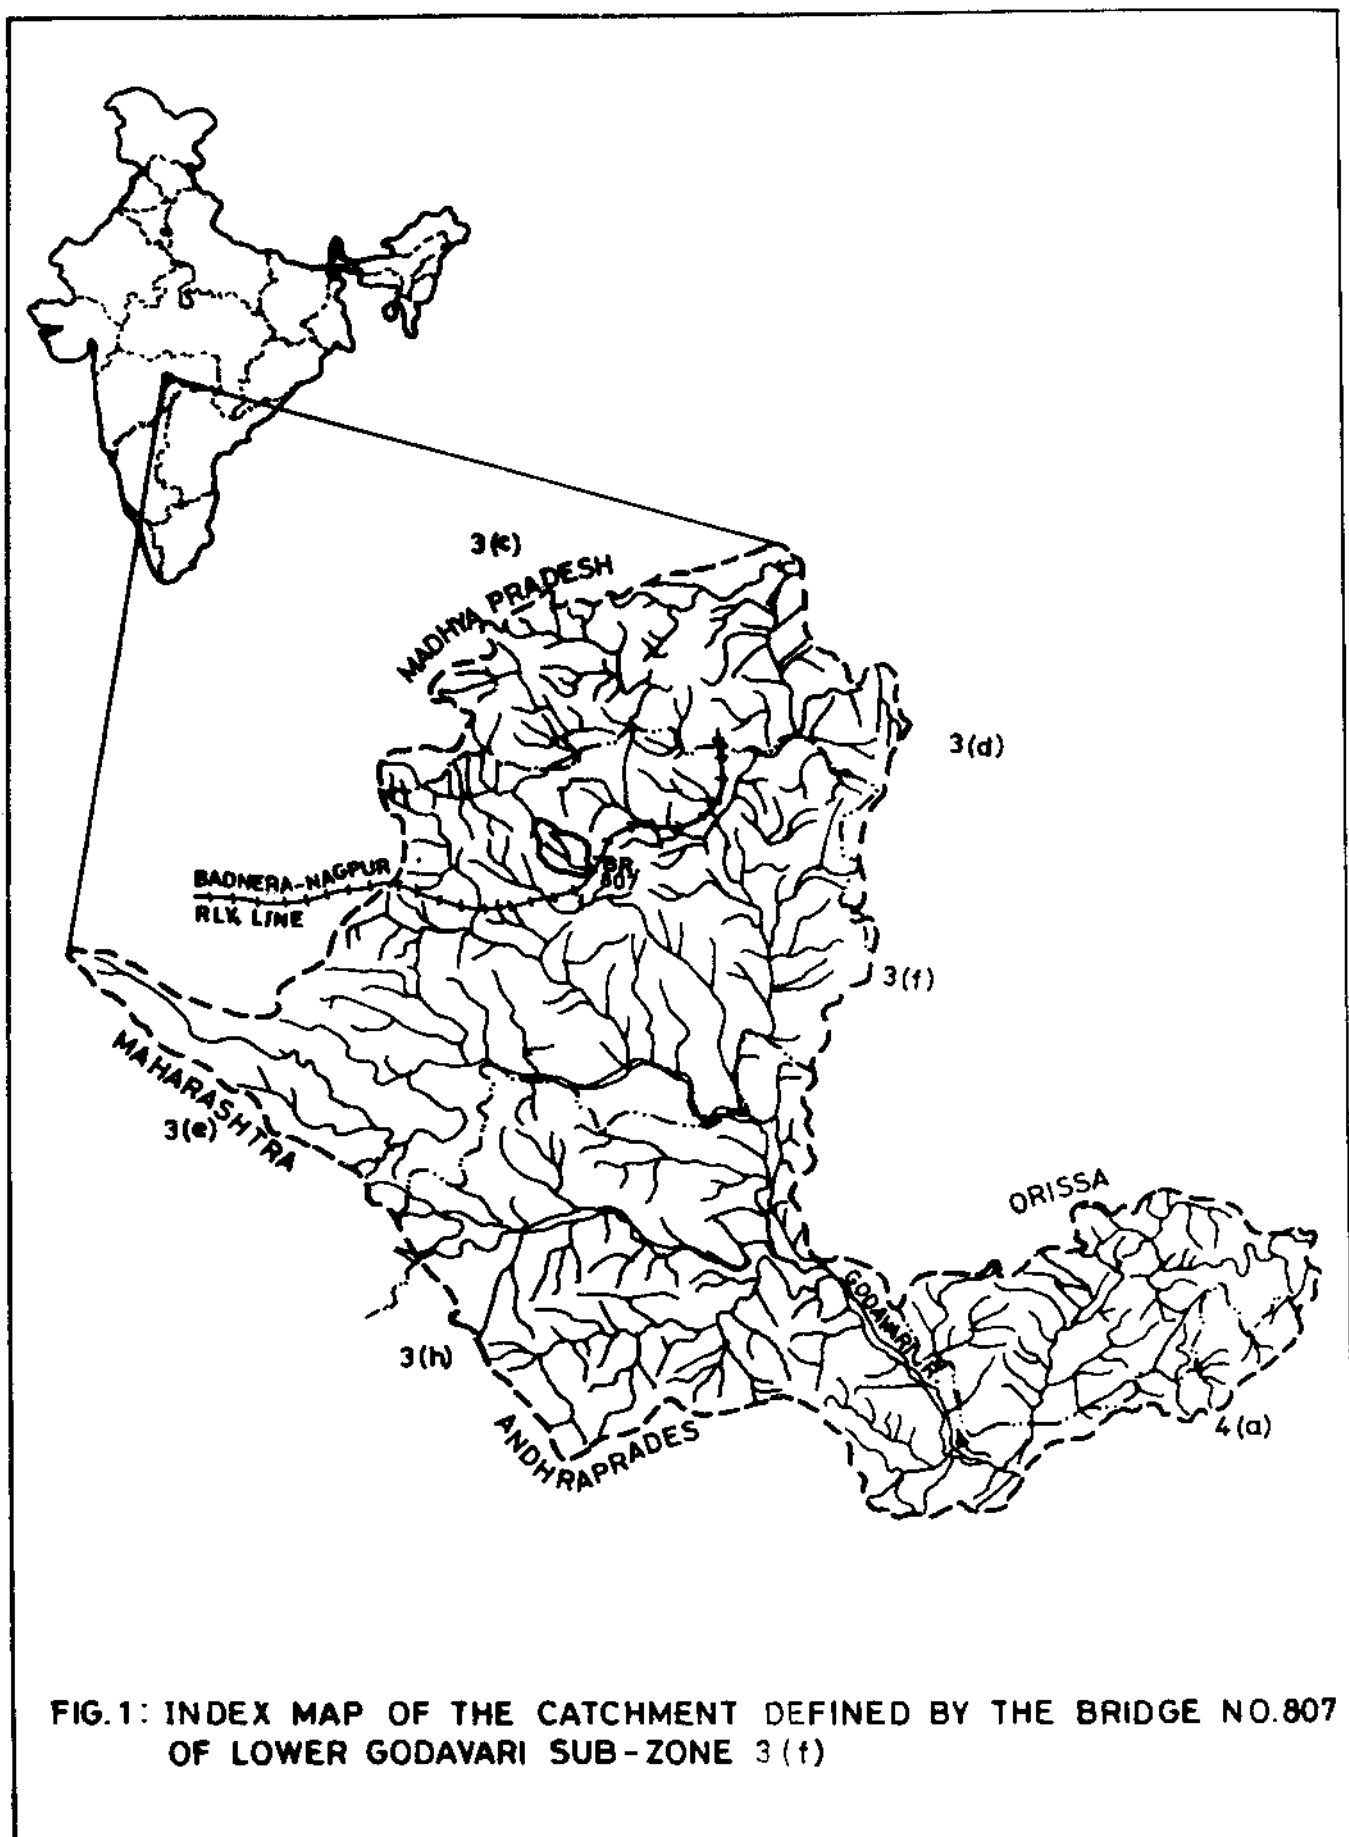 3(c)
MADHYA PRADESH
3(d)
BADNERA-NAGPUR
RLY. LINE
BR.
807
3(f)
MAHARASHTRA
3(e)
ORISSA
GODAVARI R.
3(h)
ANDHRAPRADES
4(a)
FIG.1: INDEX MAP OF THE CATCHMENT DEFINED BY THE BRIDGE NO.807
OF LOWER GODAVARI SUB-ZONE 3(f)